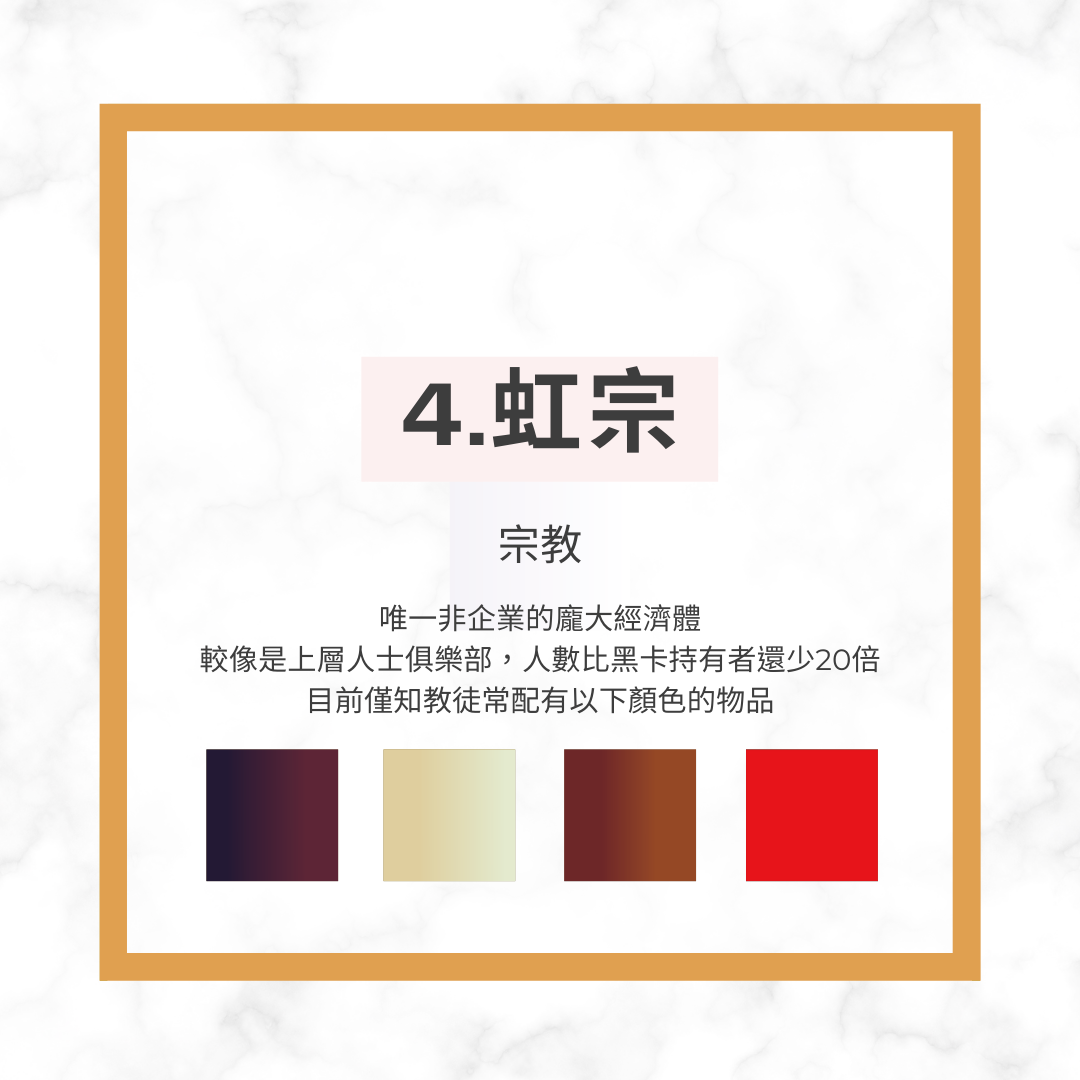 4.虹宗
宗教
唯一非企業的龐大經濟體
較像是上層人士俱樂部，人數比黑卡持有者還少20倍
目前僅知教徒常配有以下顏色的物品